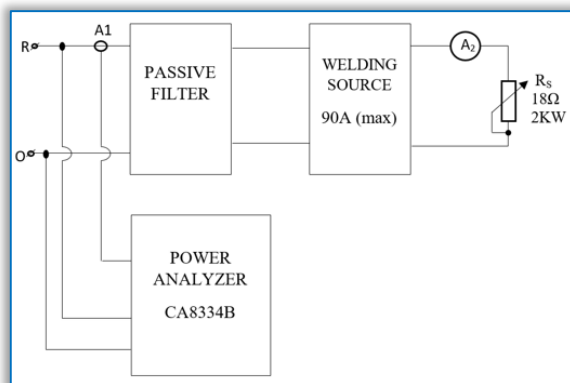 A1
R
PASSIVE
FILTER
WELDING
SOURCE
90A (max)
A2
RS
18Ω
2KW
O
POWER
ANALYZER
CA8334B